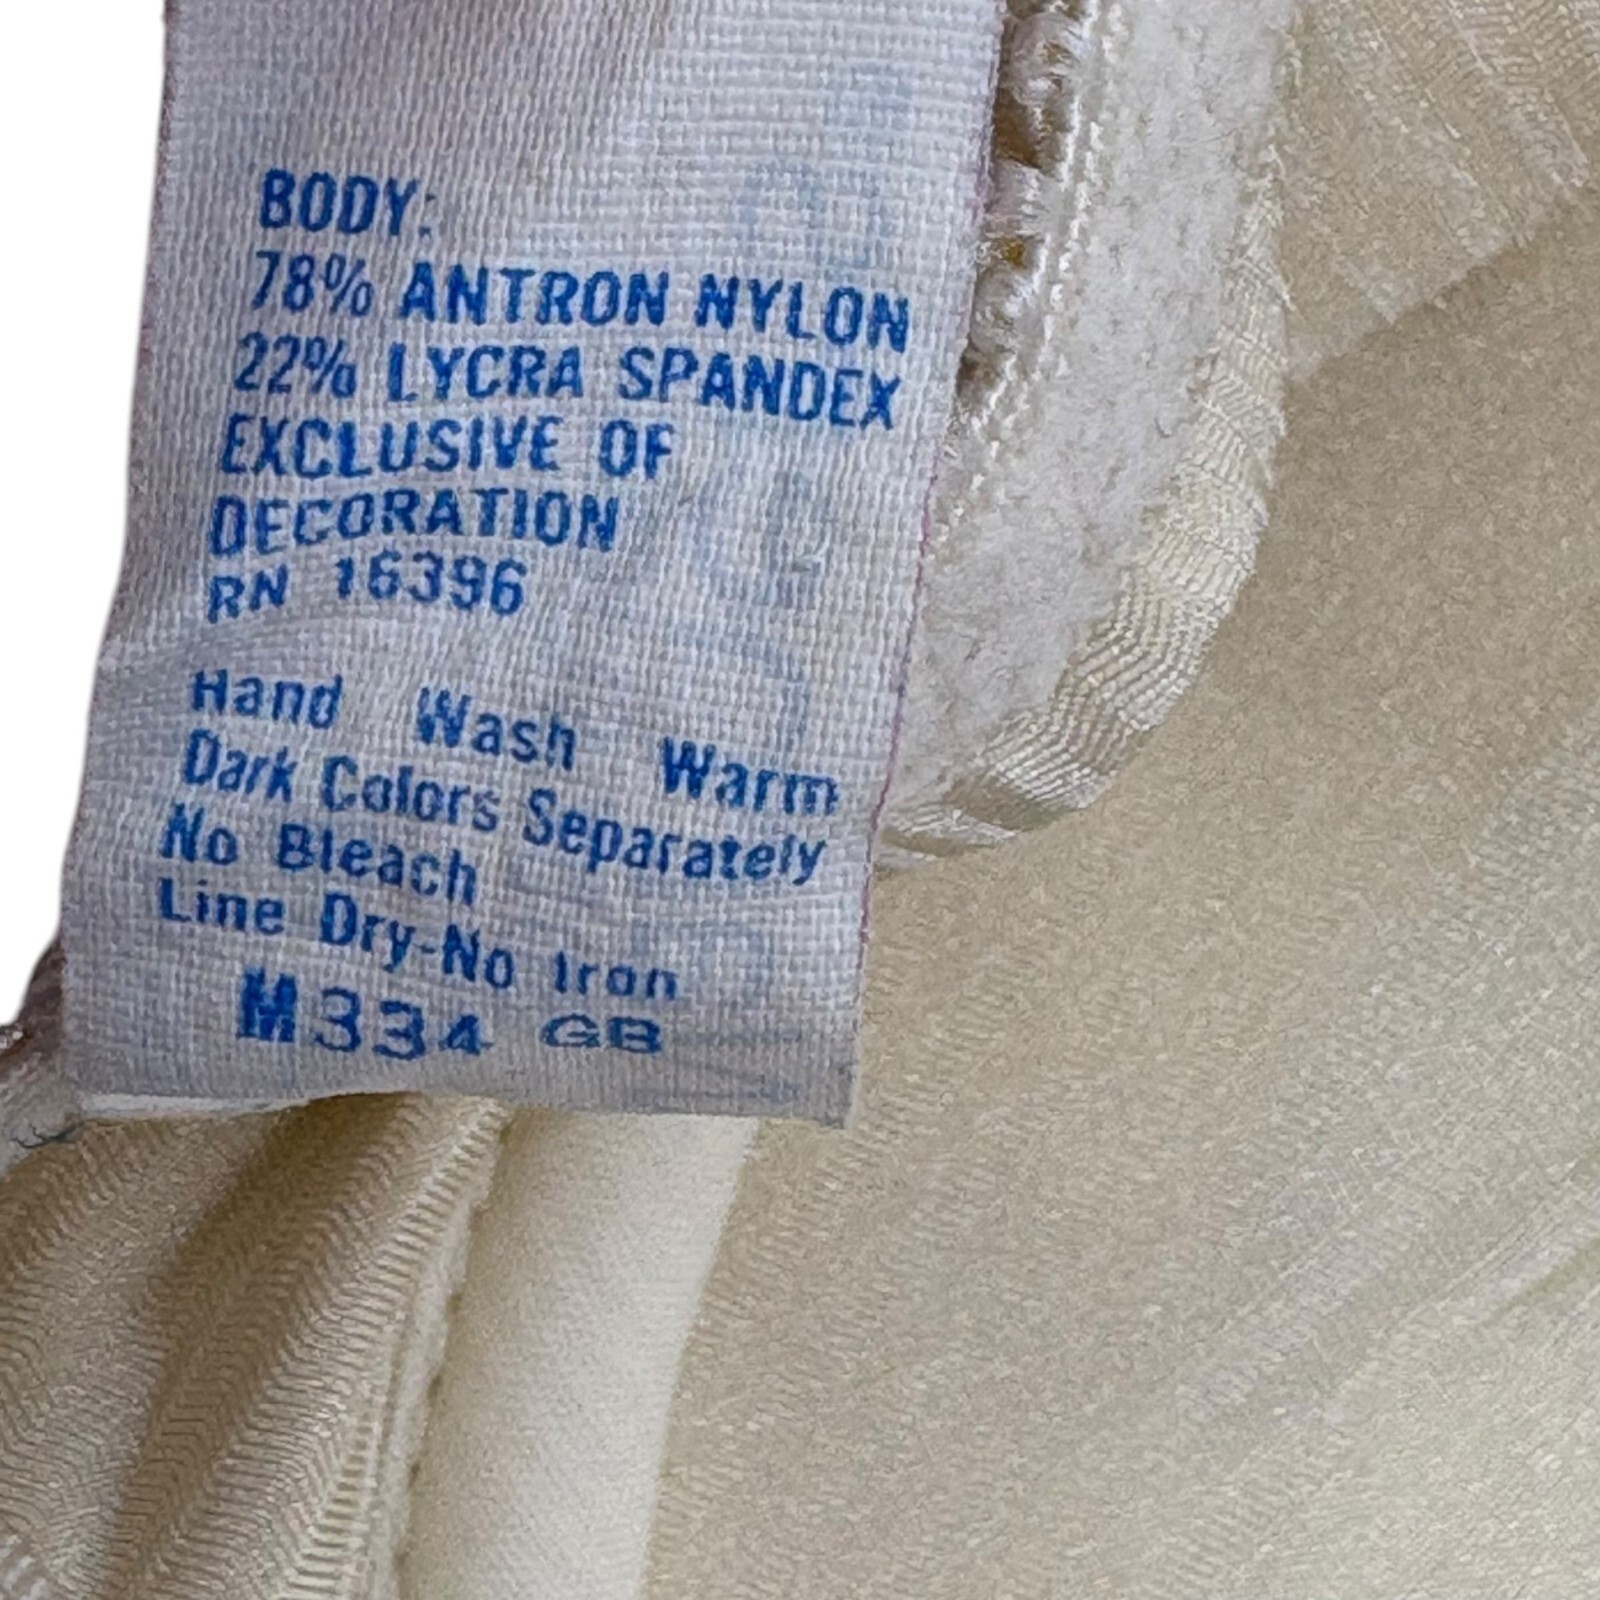 BODY:
78% ANTRON NYLON
22% LYCRA SPANDEX
EXCLUSIVE OF
DECORATION
RN 16396
Hand Wash Warm
Dark Colors Separately
No Bleach
Line Dry-No Iron
M334 GB